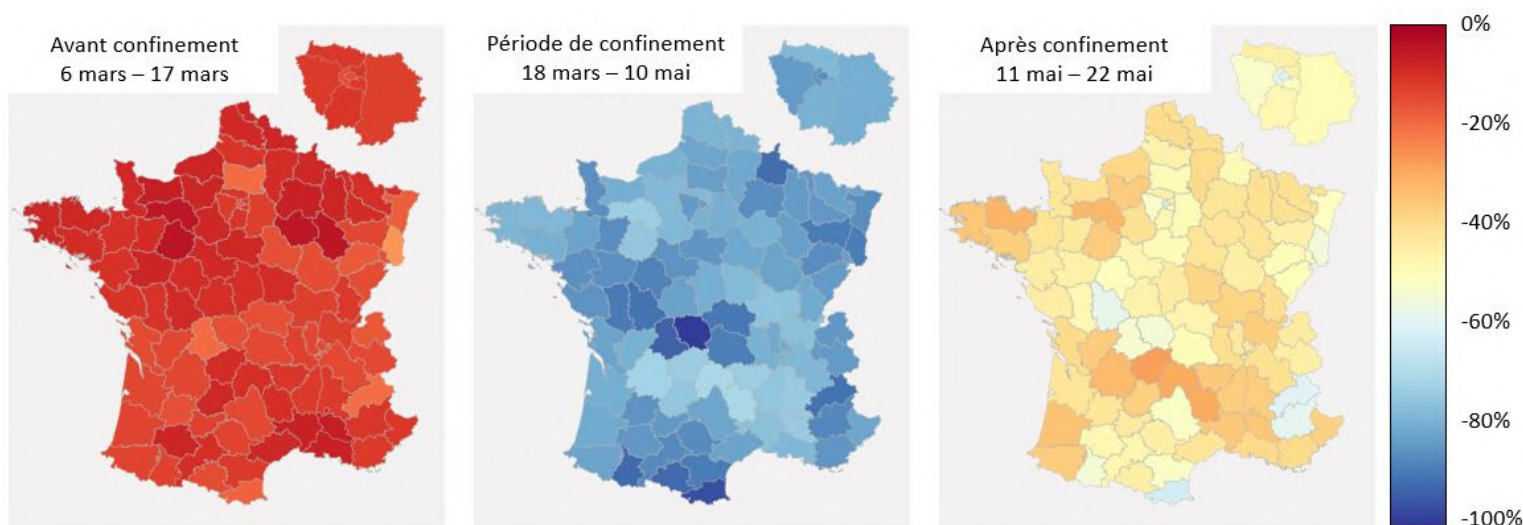 Avant confinement
6 mars – 17 mars
Période de confinement
18 mars – 10 mai
Après confinement
11 mai – 22 mai
0%
-20%
-40%
-60%
-80%
-100%